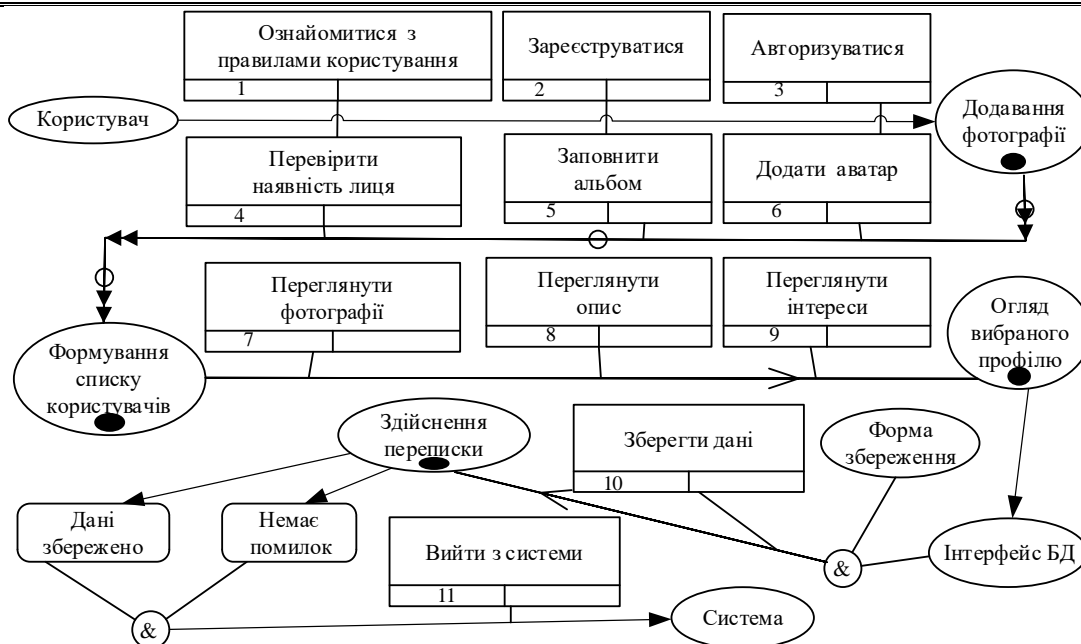 Ознайомитися з
правилами користування
1
Зареєструватися
2
Авторизуватися
3
Користувач
Додавання
фотографії
Перевірити
наявність лиця
4
Заповнити
альбом
5
Додати аватар
6
Переглянути
фотографії
7
Переглянути
опис
8
Переглянути
інтереси
9
Огляд
вибраного
профілю
Формування
списку
користувачів
Здійснення
переписки
Зберегти дані
10
Форма
збереження
Дані
збережено
Немає
помилок
Вийти з системи
11
&
Інтерфейс БД
&
Система